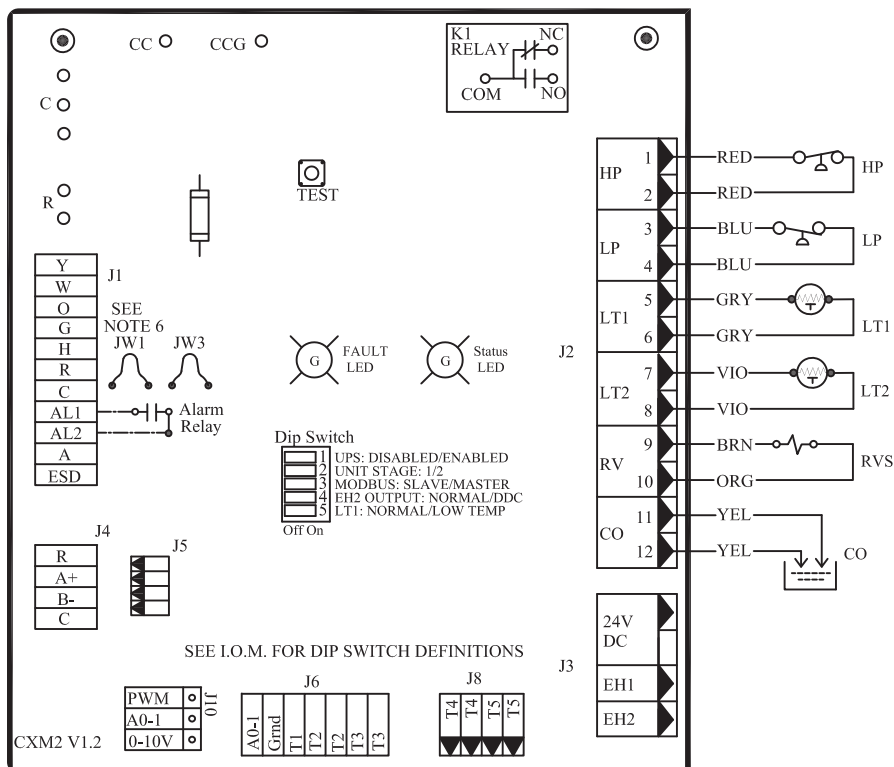 CC
CCG
K1
RELAY
NC
COM
NO
C
R
TEST
HP
1
RED
HP
2
RED
LP
3
BLU
LP
4
BLU
LT1
5
GRY
LT1
6
GRY
J2
LT2
7
VIO
LT2
8
VIO
RV
9
BRN
RVS
10
ORG
CO
11
YEL
12
YEL
CO
J1
Y
W
O
G
H
R
C
AL1
AL2
A
ESD
SEE
NOTE 6
JW1
JW3
Alarm
Relay
G
FAULT
LED
G
Status
LED
Dip Switch
1 UPS: DISABLED/ENABLED
2 UNIT STAGE: 1/2
3 MODBUS: SLAVE/MASTER
4 EH2 OUTPUT: NORMAL/DDC
5 LT1: NORMAL/LOW TEMP
Off On
J4
R
A+
B-
C
J5
SEE I.O.M. FOR DIP SWITCH DEFINITIONS
J3
24V
DC
EH1
EH2
J10
PWM
A0-1
0-10V
J6
A0-1
Grnd
T1
T2
T2
T3
T3
J8
T4
T4
T5
T5
CXM2 V1.2